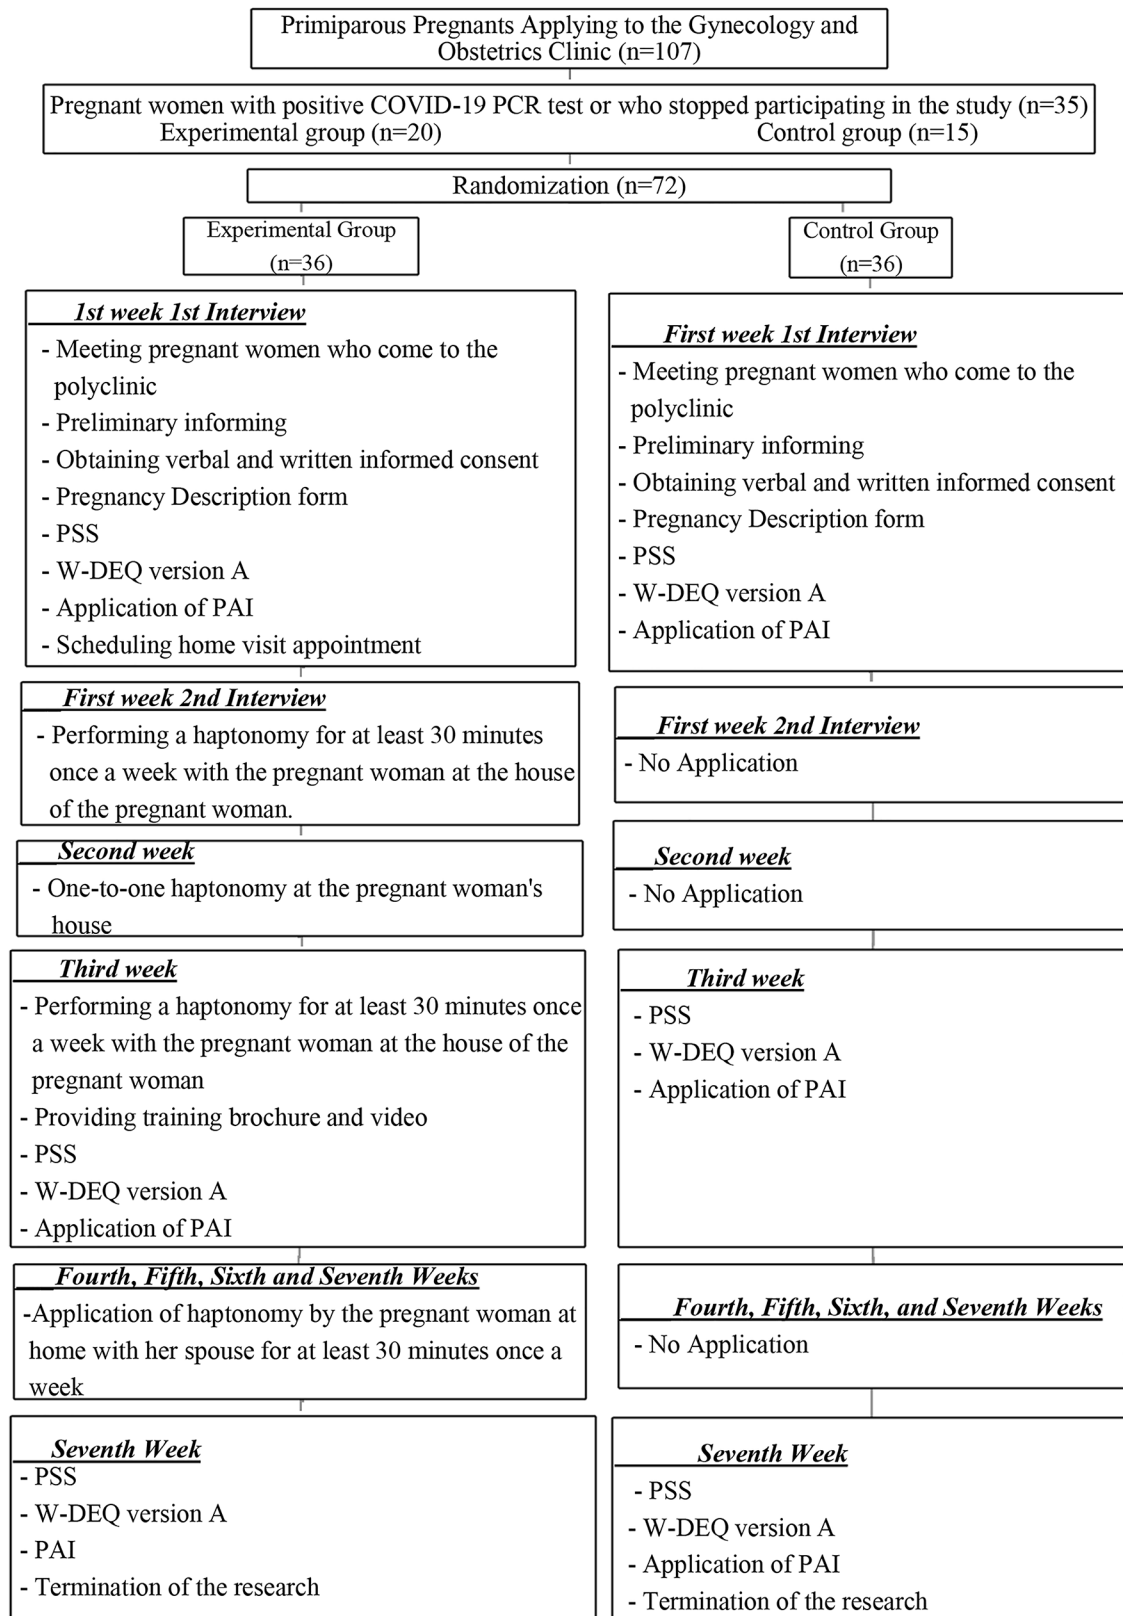 Primiparous Pregnants Applying to the Gynecology and
Obstetrics Clinic (n=107)
Pregnant women with positive COVID-19 PCR test or who stopped participating in the study (n=35)
Experimental group (n=20) Control group (n=15)
Randomization (n=72)
Experimental Group
(n=36)
Control Group
(n=36)
1st week 1st Interview
- Meeting pregnant women who come to the
polyclinic
- Preliminary informing
- Obtaining verbal and written informed consent
- Pregnancy Description form
- PSS
- W-DEQ version A
- Application of PAI
- Scheduling home visit appointment
First week 1st Interview
- Meeting pregnant women who come to the
polyclinic
- Preliminary informing
- Obtaining verbal and written informed consent
- Pregnancy Description form
- PSS
- W-DEQ version A
- Application of PAI
First week 2nd Interview
- Performing a haptonomy for at least 30 minutes
once a week with the pregnant woman at the house
of the pregnant woman.
First week 2nd Interview
- No Application
Second week
- One-to-one haptonomy at the pregnant woman's
house
Second week
- No Application
Third week
- Performing a haptonomy for at least 30 minutes once
a week with the pregnant woman at the house of the
pregnant woman
- Providing training brochure and video
- PSS
- W-DEQ version A
- Application of PAI
Third week
- PSS
- W-DEQ version A
- Application of PAI
Fourth, Fifth, Sixth and Seventh Weeks
-Application of haptonomy by the pregnant woman at
home with her spouse for at least 30 minutes once a
week
Fourth, Fifth, Sixth, and Seventh Weeks
- No Application
Seventh Week
- PSS
- W-DEQ version A
- PAI
- Termination of the research
Seventh Week
- PSS
- W-DEQ version A
- Application of PAI
- Termination of the research